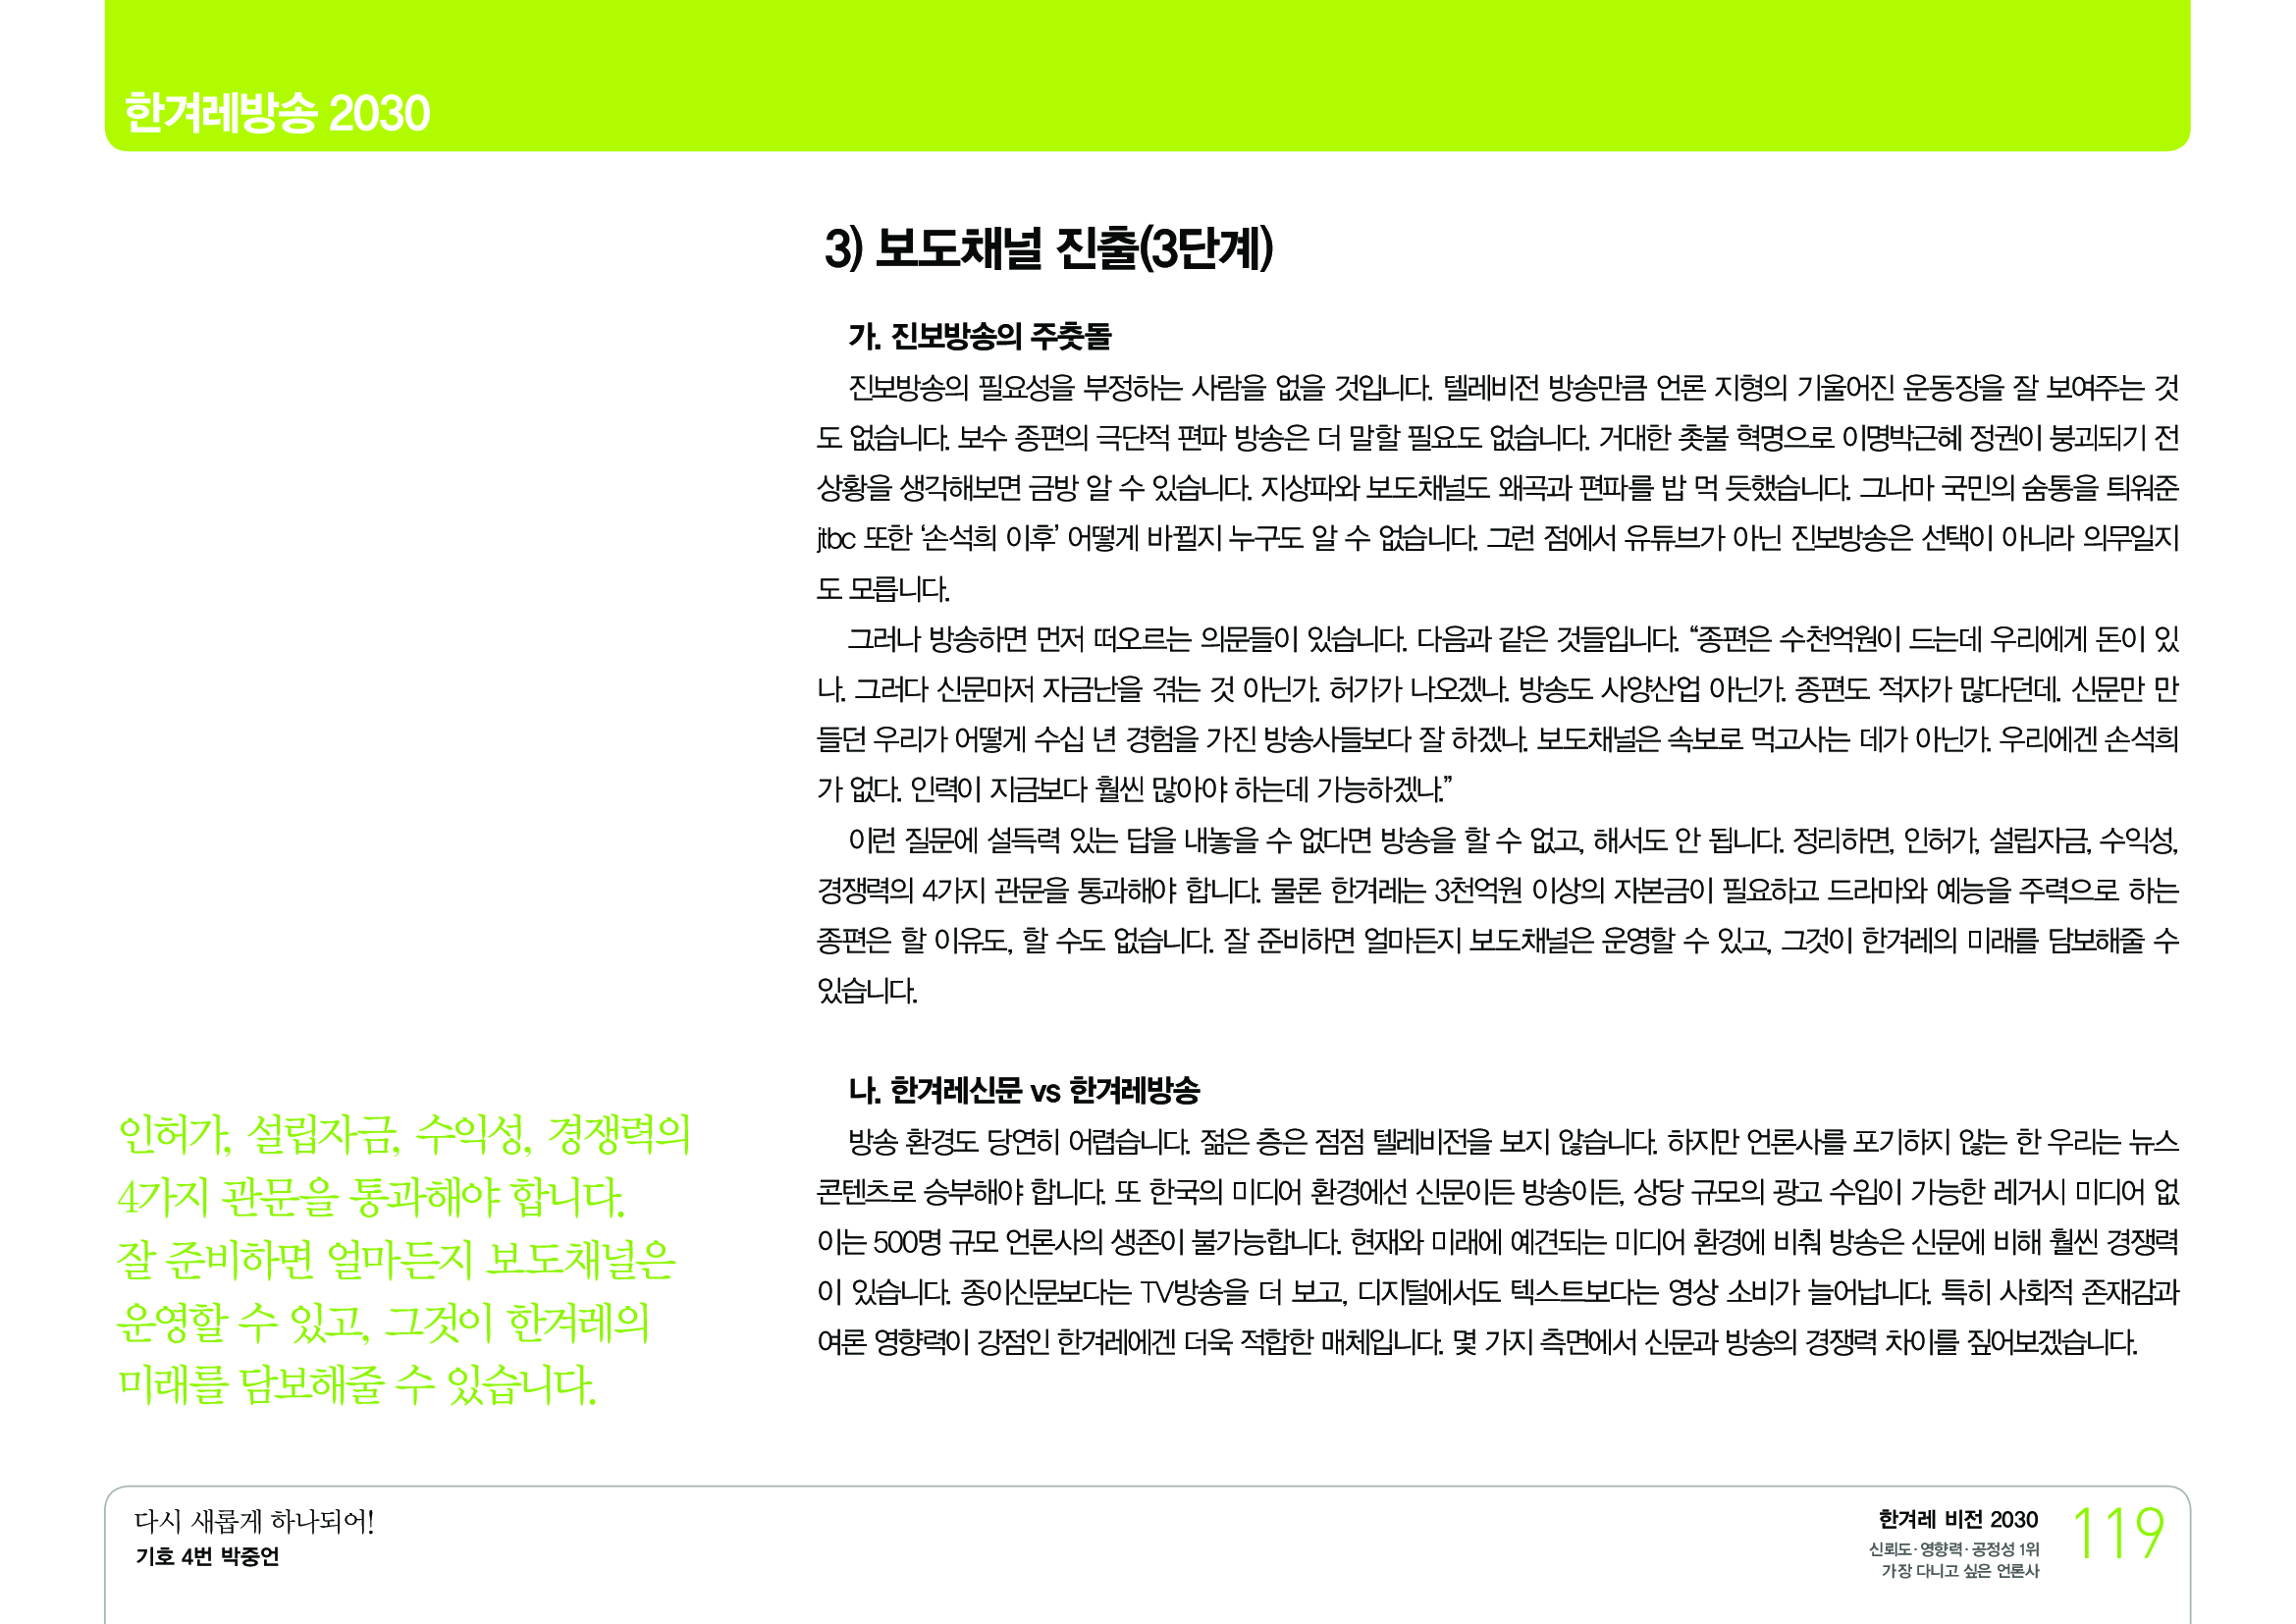 한겨레방송 2030
3) 보도채널 진출(3단계)
가. 진보방송의 주춧돌
진보방송의 필요성을 부정하는 사람을 없을 것입니다. 텔레비전 방송만큼 언론 지형의 기울어진 운동장을 잘 보여주는 것
도 없습니다. 보수 종편의 극단적 편파 방송은 더 말할 필요도 없습니다. 거대한 촛불 혁명으로 이명박근혜 정권이 붕괴되기 전
상황을 생각해보면 금방 알 수 있습니다. 지상파와 보도채널도 왜곡과 편파를 밥 먹 듯했습니다. 그나마 국민의 숨통을 틔워준
jtbc 또한 ‘손석희 이후’ 어떻게 바뀔지 누구도 알 수 없습니다. 그런 점에서 유튜브가 아닌 진보방송은 선택이 아니라 의무일지
도 모릅니다.
그러나 방송하면 먼저 떠오르는 의문들이 있습니다. 다음과 같은 것들입니다. “종편은 수천억원이 드는데 우리에게 돈이 있
나. 그러다 신문마저 자금난을 겪는 것 아닌가. 허가가 나오겠나. 방송도 사양산업 아닌가. 종편도 적자가 많다던데. 신문만 만
들던 우리가 어떻게 수십 년 경험을 가진 방송사들보다 잘 하겠나. 보도채널은 속보로 먹고사는 데가 아닌가. 우리에겐 손석희
가 없다. 인력이 지금보다 훨씬 많아야 하는데 가능하겠나.”
이런 질문에 설득력 있는 답을 내놓을 수 없다면 방송을 할 수 없고, 해서도 안 됩니다. 정리하면, 인허가, 설립자금, 수익성,
경쟁력의 4가지 관문을 통과해야 합니다. 물론 한겨레는 3천억원 이상의 자본금이 필요하고 드라마와 예능을 주력으로 하는
종편은 할 이유도, 할 수도 없습니다. 잘 준비하면 얼마든지 보도채널은 운영할 수 있고, 그것이 한겨레의 미래를 담보해줄 수
있습니다.
나. 한겨레신문 vs 한겨레방송
방송 환경도 당연히 어렵습니다. 젊은 층은 점점 텔레비전을 보지 않습니다. 하지만 언론사를 포기하지 않는 한 우리는 뉴스
콘텐츠로 승부해야 합니다. 또 한국의 미디어 환경에선 신문이든 방송이든, 상당 규모의 광고 수입이 가능한 레거시 미디어 없
이는 500명 규모 언론사의 생존이 불가능합니다. 현재와 미래에 예견되는 미디어 환경에 비춰 방송은 신문에 비해 훨씬 경쟁력
이 있습니다. 종이신문보다는 TV방송을 더 보고, 디지털에서도 텍스트보다는 영상 소비가 늘어납니다. 특히 사회적 존재감과
여론 영향력이 강점인 한겨레에겐 더욱 적합한 매체입니다. 몇 가지 측면에서 신문과 방송의 경쟁력 차이를 짚어보겠습니다.
인허가, 설립자금, 수익성, 경쟁력의
4가지 관문을 통과해야 합니다.
잘 준비하면 얼마든지 보도채널은
운영할 수 있고, 그것이 한겨레의
미래를 담보해줄 수 있습니다.
다시 새롭게 하나되어!
기호 4번 박중언
한겨레 비전 2030
신뢰도·영향력·공정성 1위
가장 다니고 싶은 언론사
119